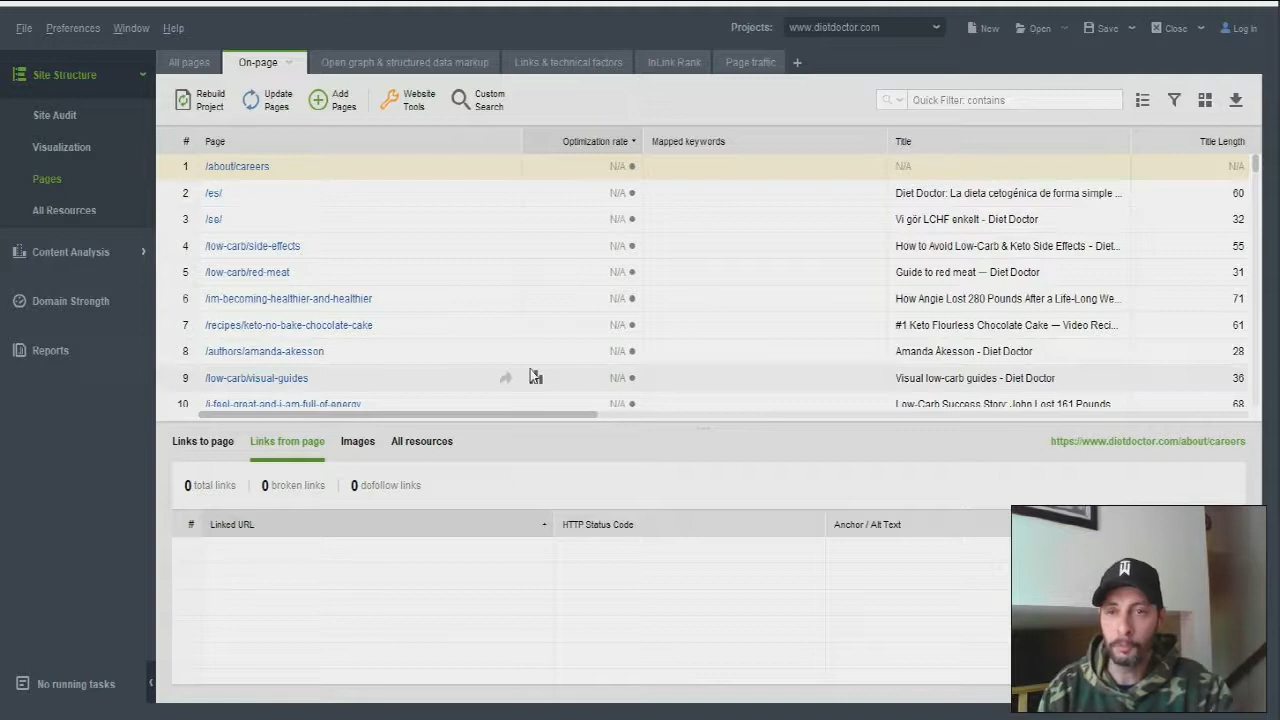 File Preferences Window Help Projects: www.dietdoctor.com New Open Save Close Log in
Site Structure
Site Audit
Visualization
Pages
All Resources
Content Analysis
Domain Strength
Reports
No running tasks
All pages On-page Open graph & structured data markup Links & technical factors InLink Rank Page traffic +
Rebuild Project Update Pages Add Pages Website Tools Custom Search Quick Filter: contains
# Page Optimization rate Mapped keywords Title Title Length
1 /about/careers N/A N/A N/A
2 /es/ N/A Diet Doctor: La dieta cetogénica de forma simple ... 60
3 /se/ N/A Vi gör LCHF enkelt - Diet Doctor 32
4 /low-carb/side-effects N/A How to Avoid Low-Carb & Keto Side Effects - Diet... 55
5 /low-carb/red-meat N/A Guide to red meat — Diet Doctor 31
6 /im-becoming-healthier-and-healthier N/A How Angie Lost 280 Pounds After a Life-Long We... 71
7 /recipes/keto-no-bake-chocolate-cake N/A #1 Keto Flourless Chocolate Cake — Video Reci... 61
8 /authors/amanda-akesson N/A Amanda Åkesson - Diet Doctor 28
9 /low-carb/visual-guides N/A Visual low-carb guides - Diet Doctor 36
10 /i-feel-great-and-i-am-full-of-energy N/A Low-Carb Success Story: John Lost 161 Pounds 68
Links to page Links from page Images All resources https://www.dietdoctor.com/about/careers
0 total links 0 broken links 0 dofollow links
# Linked URL HTTP Status Code Anchor / Alt Text
TW